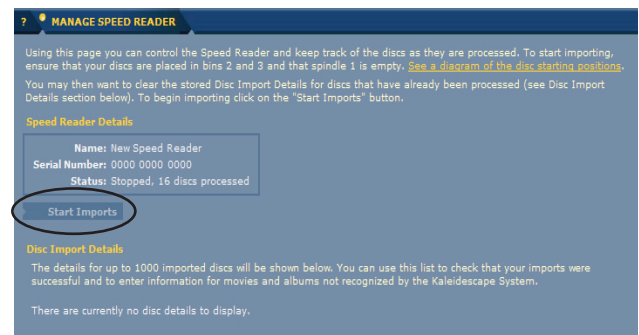 ? MANAGE SPEED READER
Using this page you can control the Speed Reader and keep track of the discs as they are processed. To start importing,
ensure that your discs are placed in bins 2 and 3 and that spindle 1 is empty. See a diagram of the disc starting positions.
You may then want to clear the stored Disc Import Details for discs that have already been processed (see Disc Import
Details section below). To begin importing click on the "Start Imports" button.
Speed Reader Details
Name: New Speed Reader
Serial Number: 0000 0000 0000
Status: Stopped, 16 discs processed
Start Imports
Disc Import Details
The details for up to 1000 imported discs will be shown below. You can use this list to check that your imports were
successful and to enter information for movies and albums not recognized by the Kaleidescape System.
There are currently no disc details to display.